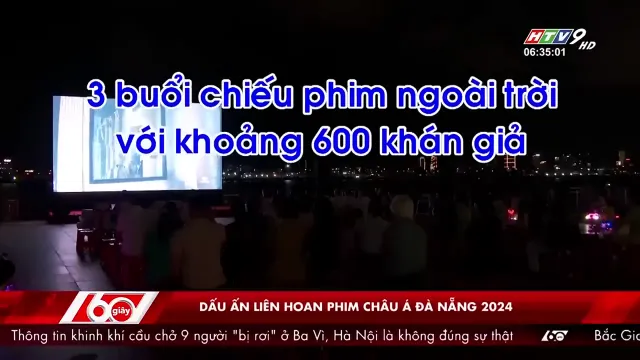 HTV9 HD
06:35:01
3 buổi chiếu phim ngoài trời
với khoảng 600 khán giả
60 giây
DẤU ẤN LIÊN HOAN PHIM CHÂU Á ĐÀ NẴNG 2024
Thông tin khinh khí cầu chở 9 người "bị rơi" ở Ba Vì, Hà Nội là không đúng sự thật
60
Bắc Gia